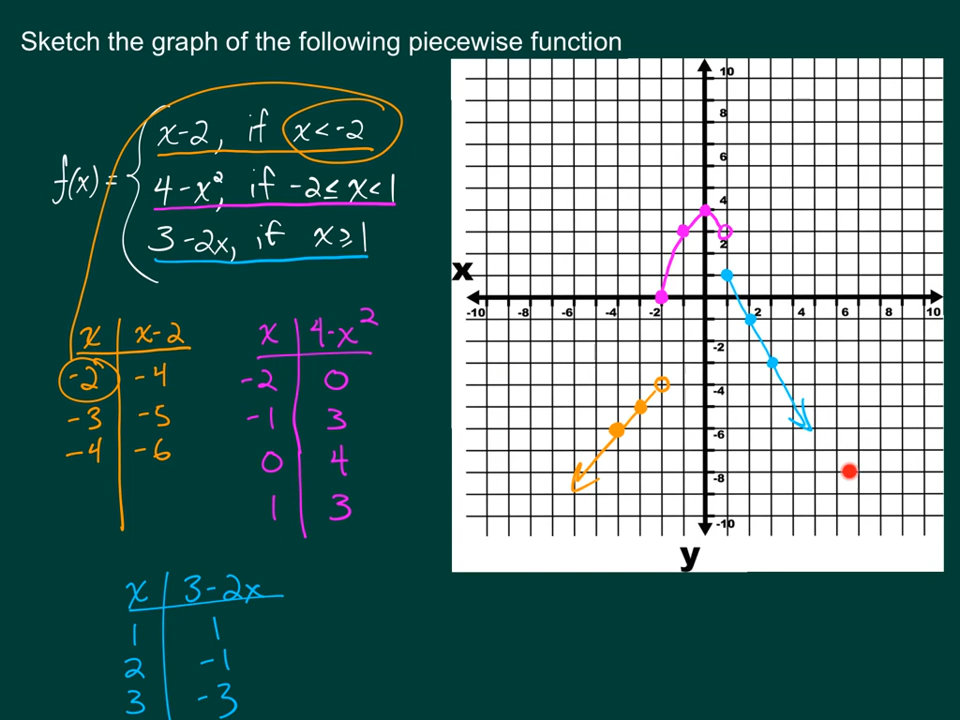 Sketch the graph of the following piecewise function
f(x) = { x-2, if x<-2
4-x², if -2≤x<1
3-2x, if x≥1
x | x-2
-2 | -4
-3 | -5
-4 | -6
x | 4-x²
-2 | 0
-1 | 3
0 | 4
1 | 3
x | 3-2x
1 | 1
2 | -1
3 | -3
10
8
6
4
2
x
-10 -8 -6 -4 -2 2 4 6 8 10
-2
-4
-6
-8
-10
y